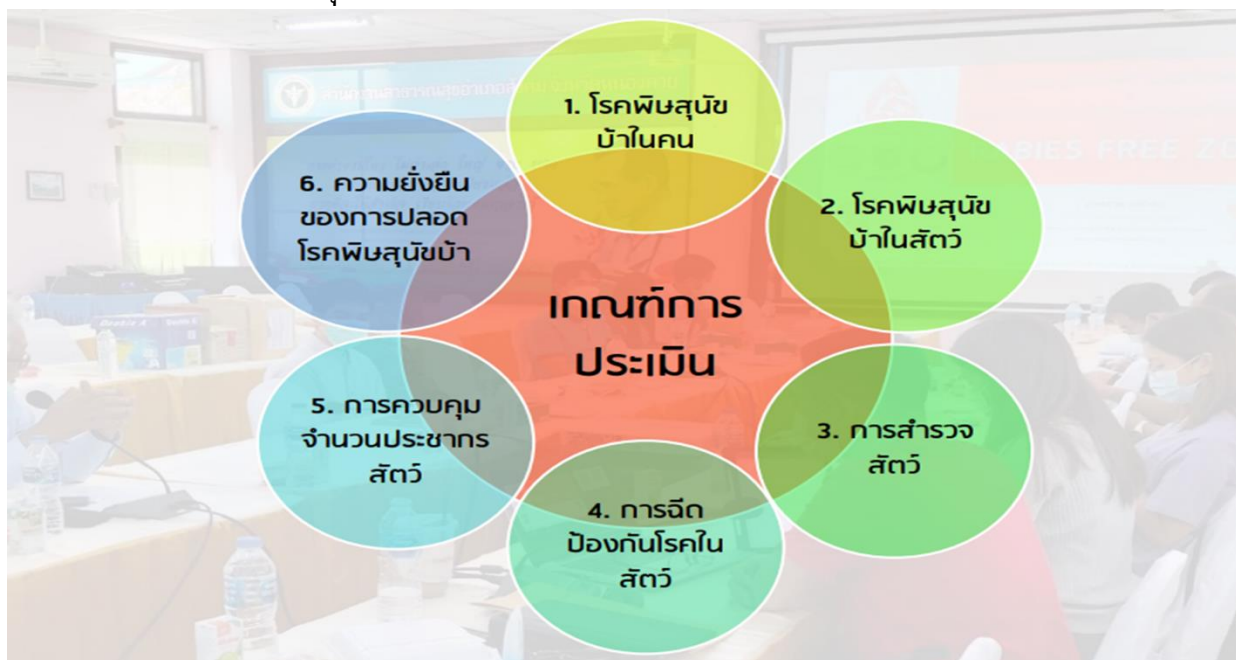 เกณฑ์การ
ประเมิน
1. โรคพิษสุนัข
บ้าในคน
2. โรคพิษสุนัข
บ้าในสัตว์
3. การสำรวจ
สัตว์
4. การฉีด
ป้องกันโรคใน
สัตว์
5. การควบคุม
จำนวนประชากร
สัตว์
6. ความยั่งยืน
ของการปลอด
โรคพิษสุนัขบ้า